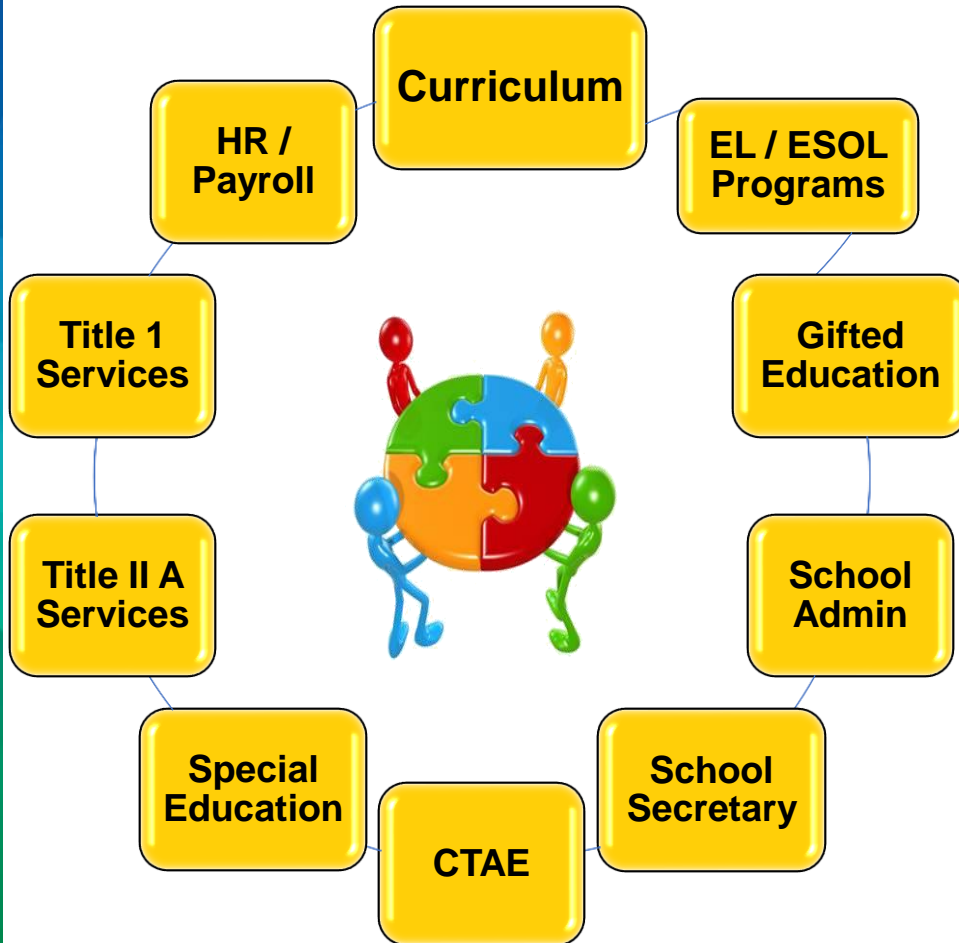 Curriculum
EL / ESOL
Programs
Gifted
Education
School
Admin
School
Secretary
CTAE
Special
Education
Title II A
Services
Title 1
Services
HR /
Payroll